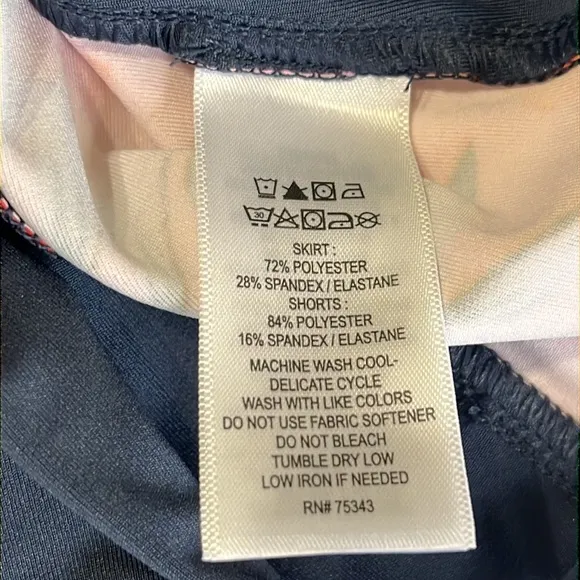 30
SKIRT :
72% POLYESTER
28% SPANDEX / ELASTANE
SHORTS :
84% POLYESTER
16% SPANDEX / ELASTANE
MACHINE WASH COOL-
DELICATE CYCLE
WASH WITH LIKE COLORS
DO NOT USE FABRIC SOFTENER
DO NOT BLEACH
TUMBLE DRY LOW
LOW IRON IF NEEDED
RN# 75343